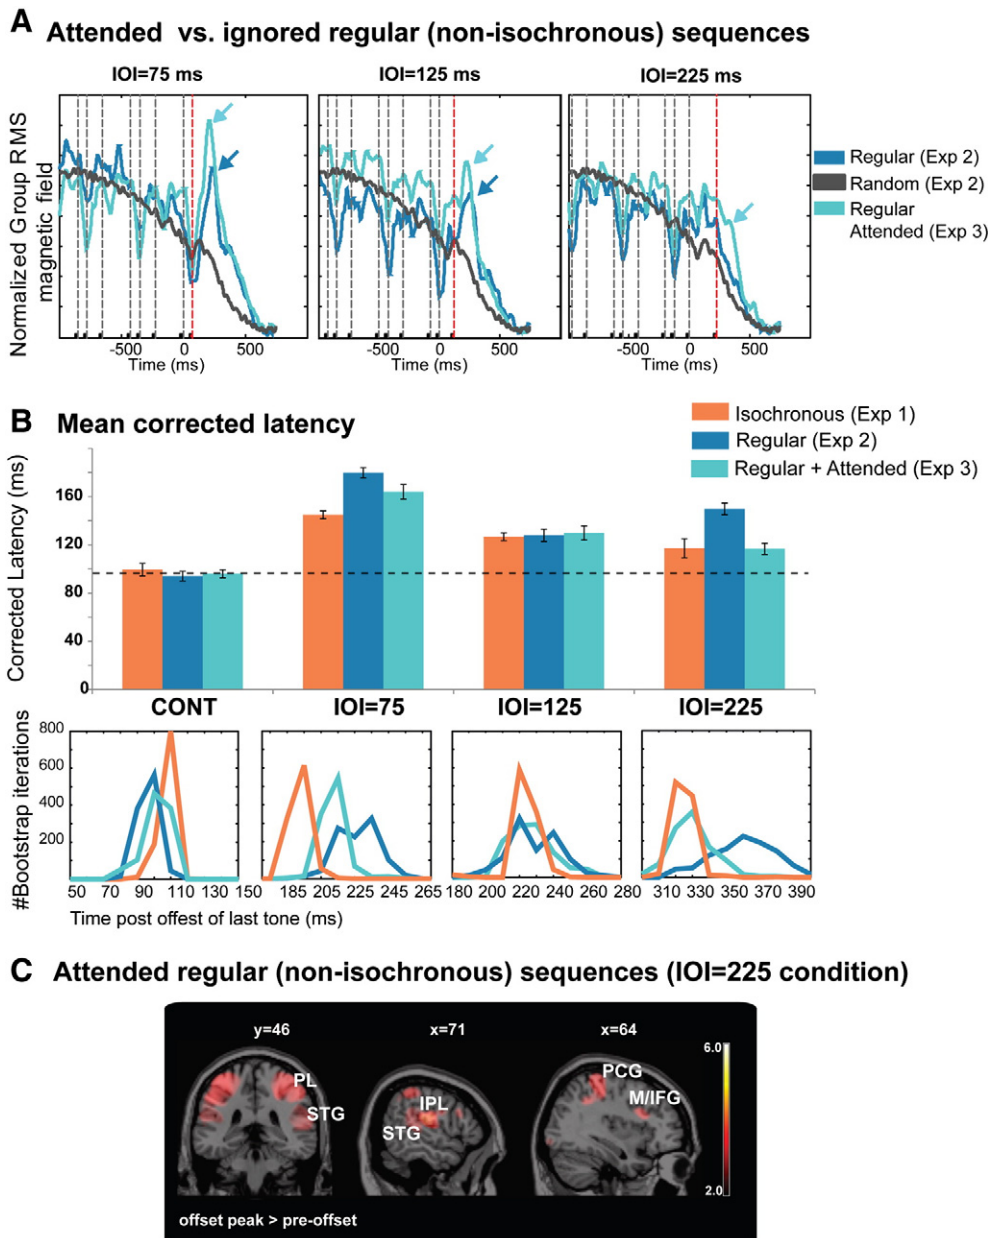 A Attended vs. ignored regular (non-isochronous) sequences
IOI=75 ms
IOI=125 ms
IOI=225 ms
Normalized Group RMS
magnetic field
Regular (Exp 2)
Random (Exp 2)
Regular
Attended (Exp 3)
-500 0 500
-500 0 500
-500 0 500
Time (ms)
Time (ms)
Time (ms)
B Mean corrected latency
Isochronous (Exp 1)
Regular (Exp 2)
Regular + Attended (Exp 3)
Corrected Latency (ms)
160
120
80
40
0
CONT
IOI=75
IOI=125
IOI=225
#Bootstrap iterations
800
600
400
200
50 70 90 110 130 150
185 205 225 245 265
180 200 220 240 260 280
310 330 350 370 390
Time post offest of last tone (ms)
C Attended regular (non-isochronous) sequences (IOI=225 condition)
y=46
x=71
x=64
PL
STG
IPL
STG
PCG
M/IFG
6.0
2.0
offset peak > pre-offset